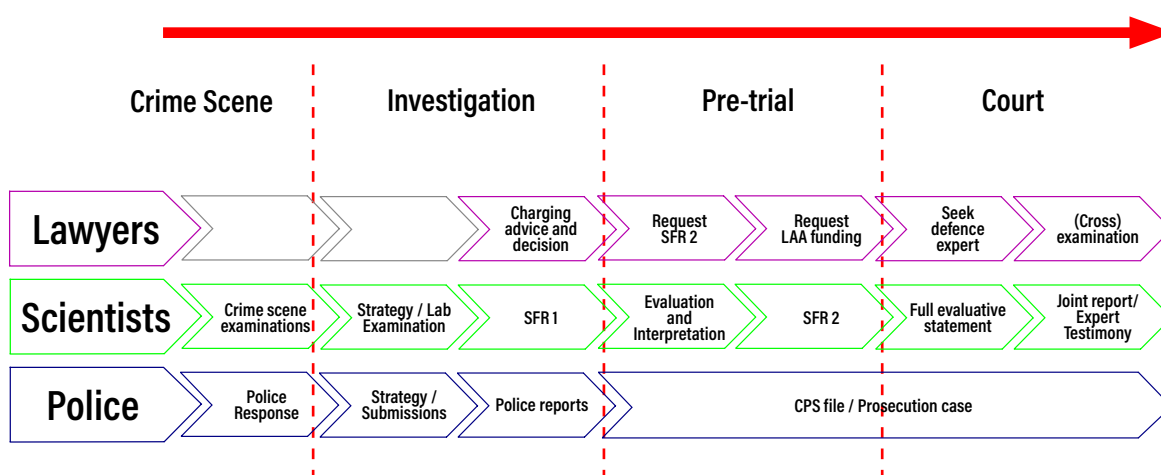 Crime Scene
Investigation
Pre-trial
Court
Lawyers
Charging
advice and
decision
Request
SFR 2
Request
LAA funding
Seek
defence
expert
(Cross)
examination
Scientists
Crime scene
examinations
Strategy / Lab
Examination
SFR 1
Evaluation
and
Interpretation
SFR 2
Full evaluative
statement
Joint report/
Expert
Testimony
Police
Police
Response
Strategy /
Submissions
Police reports
CPS file / Prosecution case